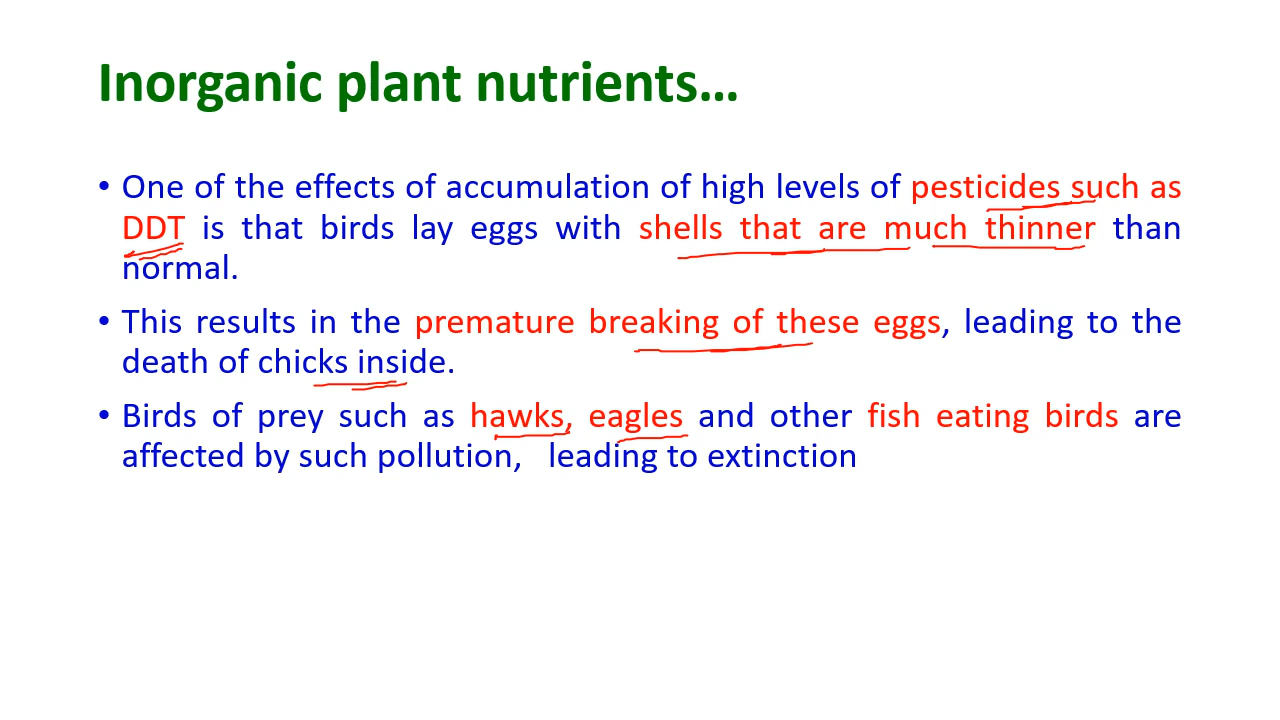 Inorganic plant nutrients...
• One of the effects of accumulation of high levels of pesticides such as
DDT is that birds lay eggs with shells that are much thinner than
normal.
• This results in the premature breaking of these eggs, leading to the
death of chicks inside.
• Birds of prey such as hawks, eagles and other fish eating birds are
affected by such pollution, leading to extinction